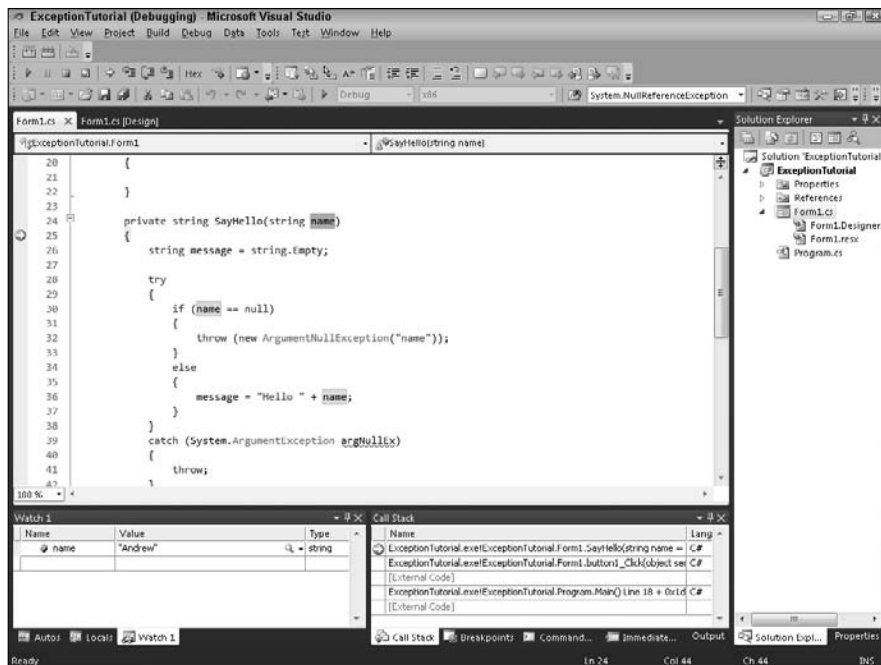 ExceptionTutorial (Debugging) - Microsoft Visual Studio
File Edit View Project Build Debug Data Tools Test Window Help
Hex
Debug x86 System.NullReferenceException
Form1.cs X Form1.cs [Design]
ExceptionTutorial.Form1 SayHello(string name)
20 {
21
22 }
23
24 private string SayHello(string name)
25 {
26 string message = string.Empty;
27
28 try
29 {
30 if (name == null)
31 {
32 throw (new ArgumentNullException("name"));
33 }
34 else
35 {
36 message = "Hello " + name;
37 }
38 }
39 catch (System.ArgumentException argNullEx)
40 {
41 throw;
42 }
100 %
Solution Explorer
Solution 'ExceptionTutorial
ExceptionTutorial
Properties
References
Form1.cs
Form1.Designer
Form1.resx
Program.cs
Watch 1
Name Value Type
name "Andrew" string
Call Stack
Name Lang
ExceptionTutorial.exe!ExceptionTutorial.Form1.SayHello(string name = C#
ExceptionTutorial.exe!ExceptionTutorial.Form1.button1_Click(object se C#
[External Code]
ExceptionTutorial.exe!ExceptionTutorial.Program.Main() Line 18 + 0x1d C#
[External Code]
Autos Locals Watch 1
Call Stack Breakpoints Command... Immediate... Output
Solution Expl... Properties
Ready Ln 24 Col 44 Ch 44 INS